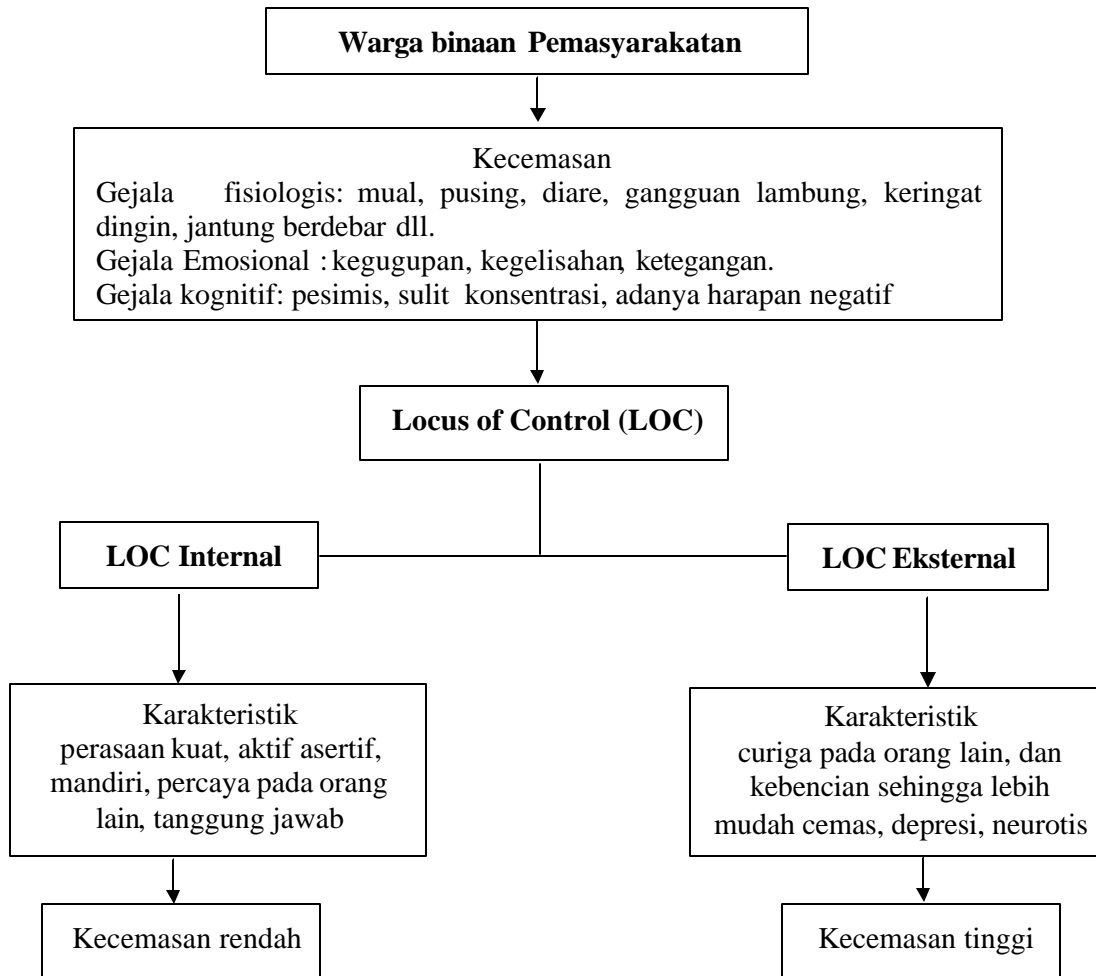 Warga binaan Pemasyarakatan
Kecemasan
Gejala fisiologis: mual, pusing, diare, gangguan lambung, keringat
dingin, jantung berdebar dll.
Gejala Emosional : kegugupan, kegelisahan, ketegangan.
Gejala kognitif: pesimis, sulit konsentrasi, adanya harapan negatif
Locus of Control (LOC)
LOC Internal
LOC Eksternal
Karakteristik
perasaan kuat, aktif asertif,
mandiri, percaya pada orang
lain, tanggung jawab
Karakteristik
curiga pada orang lain, dan
kebencian sehingga lebih
mudah cemas, depresi, neurotis
Kecemasan rendah
Kecemasan tinggi